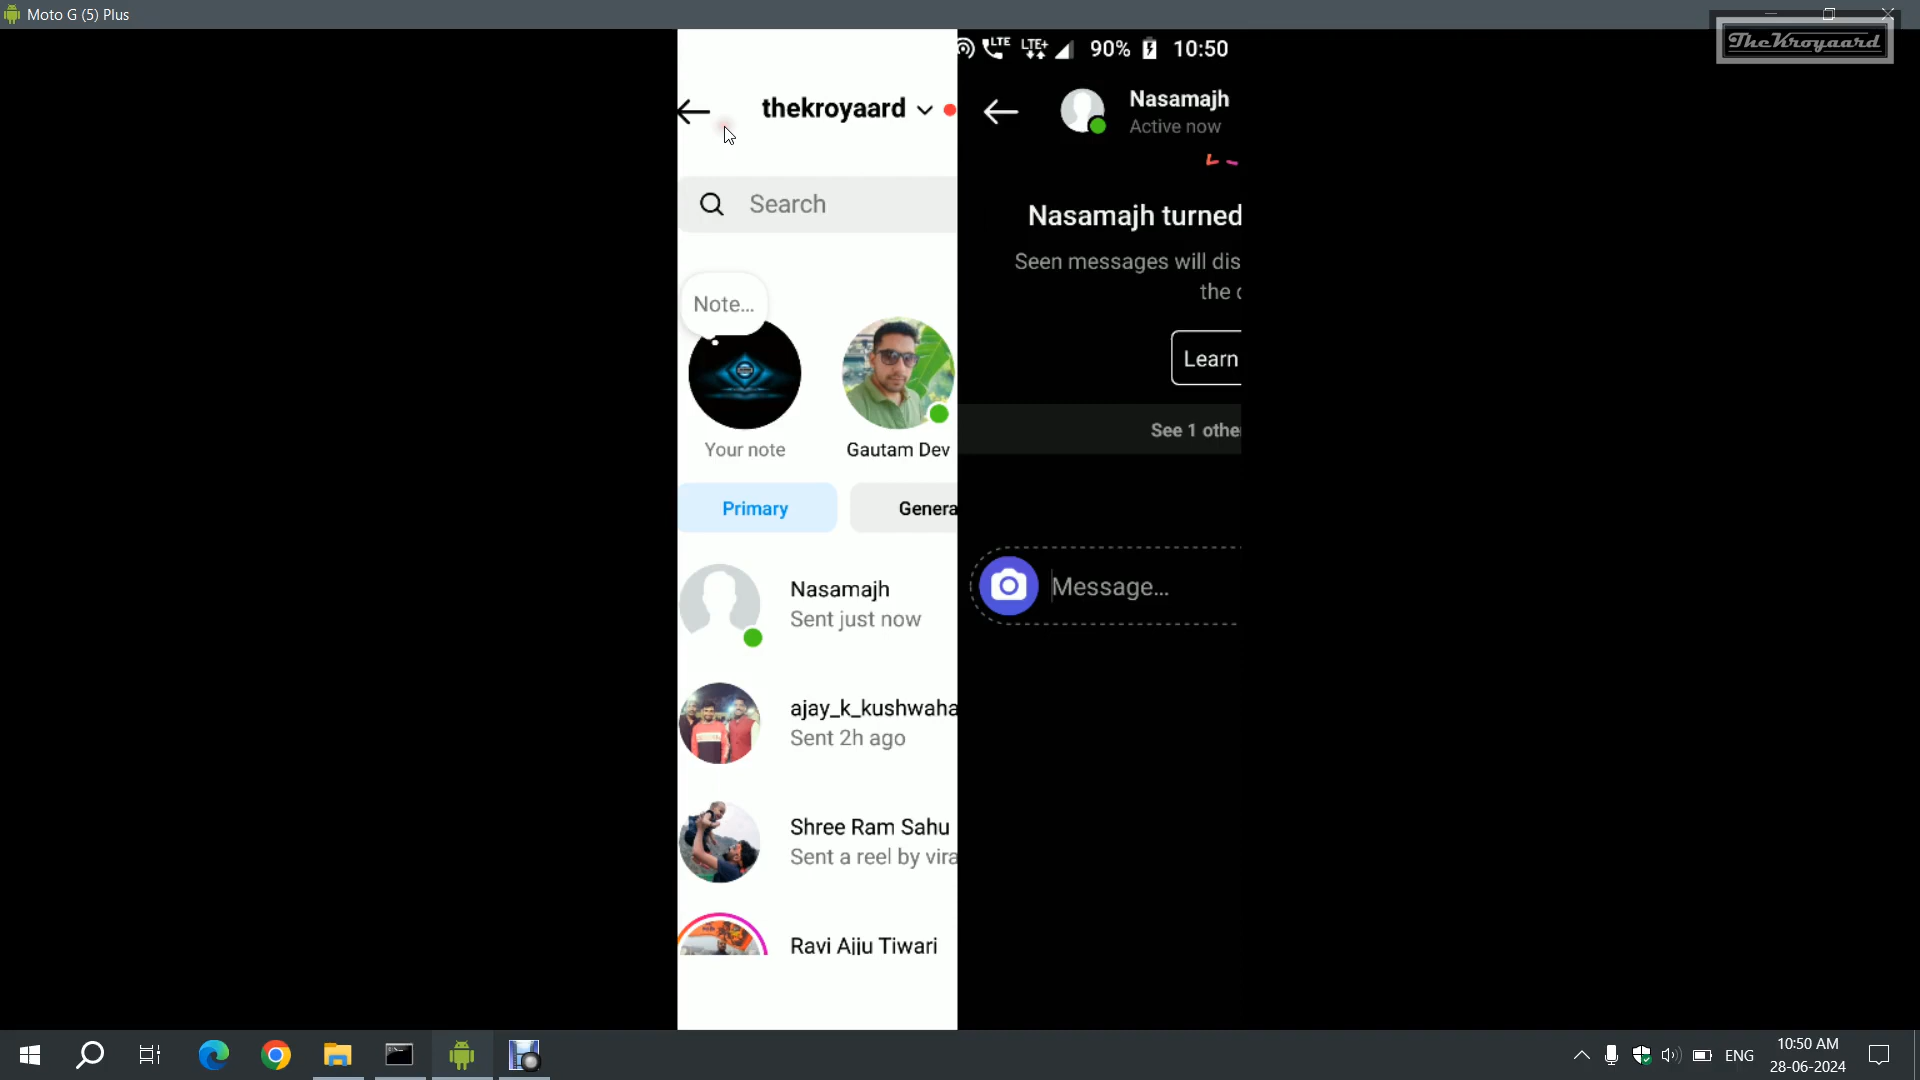 Moto G (5) Plus
TheKroyaard
LTE LTE+ 90% 10:50
thekroyaard
Search
Note...
Your note
Gautam Dev
Primary
Genera
Nasamajh
Sent just now
ajay_k_kushwaha
Sent 2h ago
Shree Ram Sahu
Sent a reel by vira
Ravi Ajju Tiwari
Nasamajh
Active now
Nasamajh turned
Seen messages will dis
the c
Learn
See 1 other
Message...
ENG
10:50 AM
28-06-2024